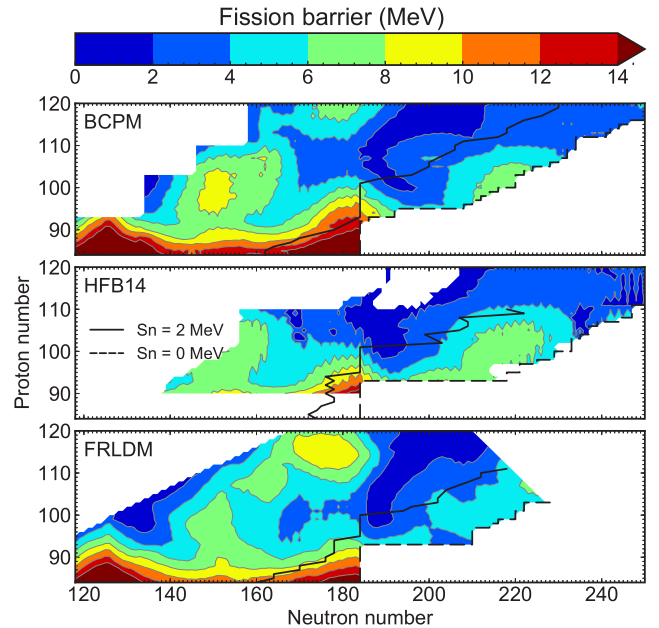 Fission barrier (MeV)
0 2 4 6 8 10 12 14
120
BCPM
110
100
90
120
HFB14
110
Sn = 2 MeV
100
Sn = 0 MeV
90
Proton number
120
FRLDM
110
100
90
120 140 160 180 200 220 240
Neutron number